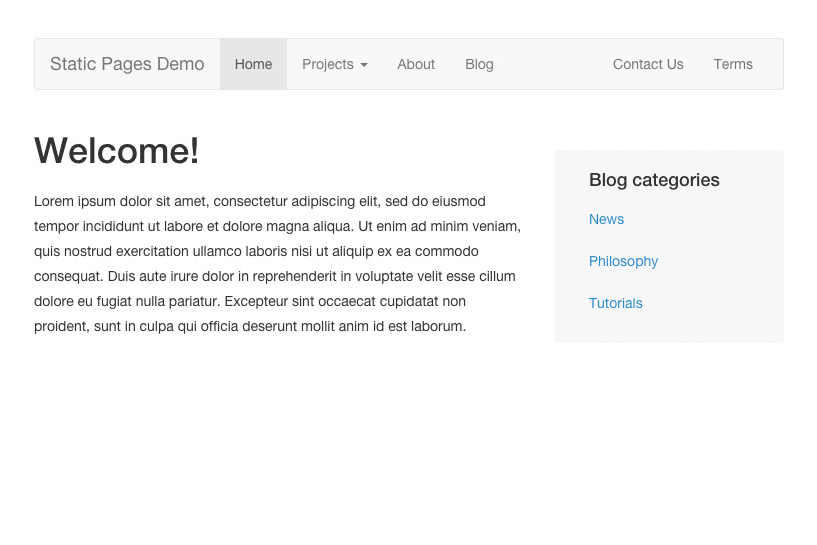 Static Pages Demo Home Projects About Blog Contact Us Terms
Welcome!
Lorem ipsum dolor sit amet, consectetur adipiscing elit, sed do eiusmod
tempor incididunt ut labore et dolore magna aliqua. Ut enim ad minim veniam,
quis nostrud exercitation ullamco laboris nisi ut aliquip ex ea commodo
consequat. Duis aute irure dolor in reprehenderit in voluptate velit esse cillum
dolore eu fugiat nulla pariatur. Excepteur sint occaecat cupidatat non
proident, sunt in culpa qui officia deserunt mollit anim id est laborum.
Blog categories
News
Philosophy
Tutorials